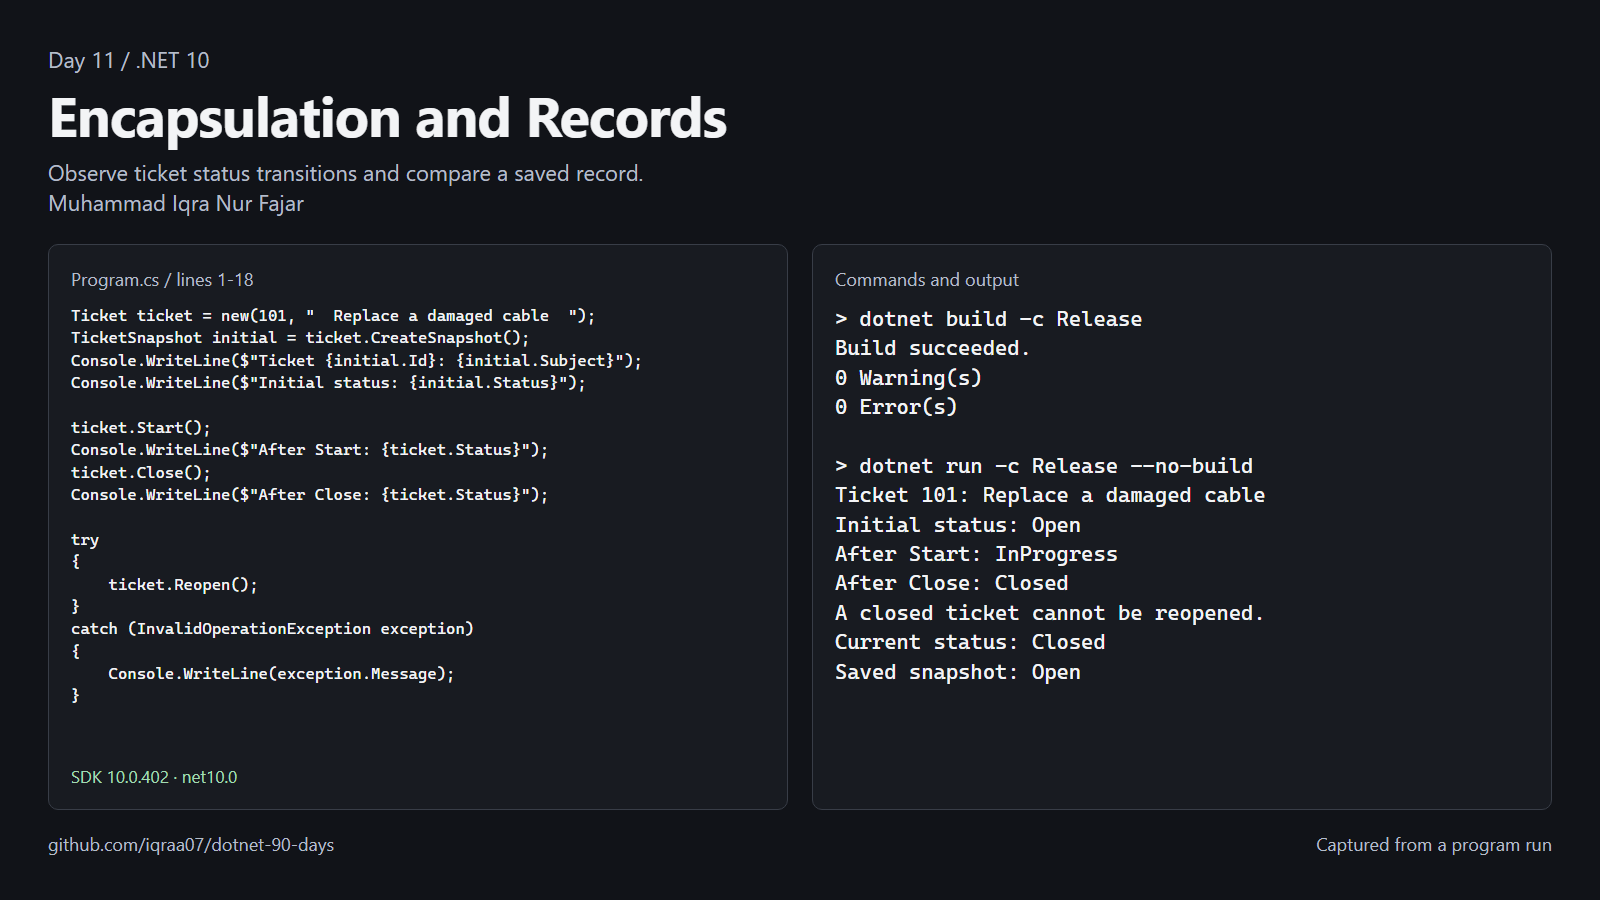 Day 11 / .NET 10
Encapsulation and Records
Observe ticket status transitions and compare a saved record.
Muhammad Iqra Nur Fajar
Program.cs / lines 1-18
Ticket ticket = new(101, "  Replace a damaged cable  ");
TicketSnapshot initial = ticket.CreateSnapshot();
Console.WriteLine($"Ticket {initial.Id}: {initial.Subject}");
Console.WriteLine($"Initial status: {initial.Status}");
ticket.Start();
Console.WriteLine($"After Start: {ticket.Status}");
ticket.Close();
Console.WriteLine($"After Close: {ticket.Status}");
try
{
    ticket.Reopen();
}
catch (InvalidOperationException exception)
{
    Console.WriteLine(exception.Message);
}
SDK 10.0.402 · net10.0
Commands and output
> dotnet build -c Release
Build succeeded.
0 Warning(s)
0 Error(s)
> dotnet run -c Release --no-build
Ticket 101: Replace a damaged cable
Initial status: Open
After Start: InProgress
After Close: Closed
A closed ticket cannot be reopened.
Current status: Closed
Saved snapshot: Open
github.com/iqraa07/dotnet-90-days
Captured from a program run